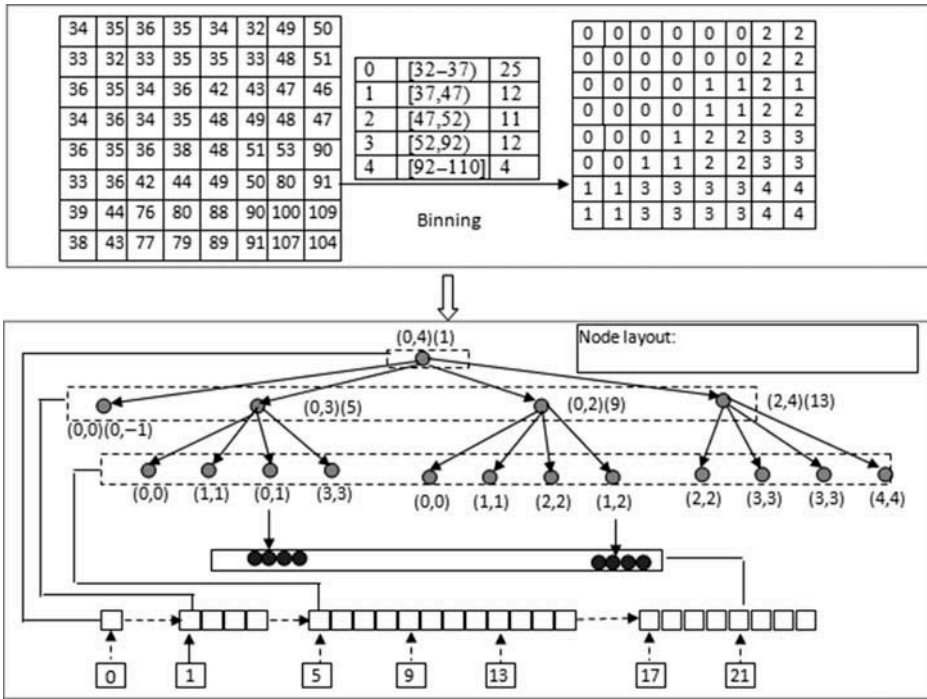 34 35 36 35 34 32 49 50
33 32 33 35 35 33 48 51
36 35 34 36 42 43 47 46
34 36 34 35 48 49 48 47
36 35 36 38 48 51 53 90
33 36 42 44 49 50 80 91
39 44 76 80 88 90 100 109
38 43 77 79 89 91 107 104
0 [32–37) 25
1 [37,47) 12
2 [47,52) 11
3 [52,92) 12
4 [92–110] 4
Binning
0 0 0 0 0 0 2 2
0 0 0 0 0 0 2 2
0 0 0 0 1 1 2 1
0 0 0 0 1 1 2 2
0 0 0 1 2 2 3 3
0 0 1 1 2 2 3 3
1 1 3 3 3 3 4 4
1 1 3 3 3 3 4 4
(0,4)(1)
Node layout:
(0,0)(0,−1)
(0,3)(5)
(0,2)(9)
(2,4)(13)
(0,0) (1,1) (0,1) (3,3) (0,0) (1,1) (2,2) (1,2) (2,2) (3,3) (3,3) (4,4)
0 1 5 9 13 17 21